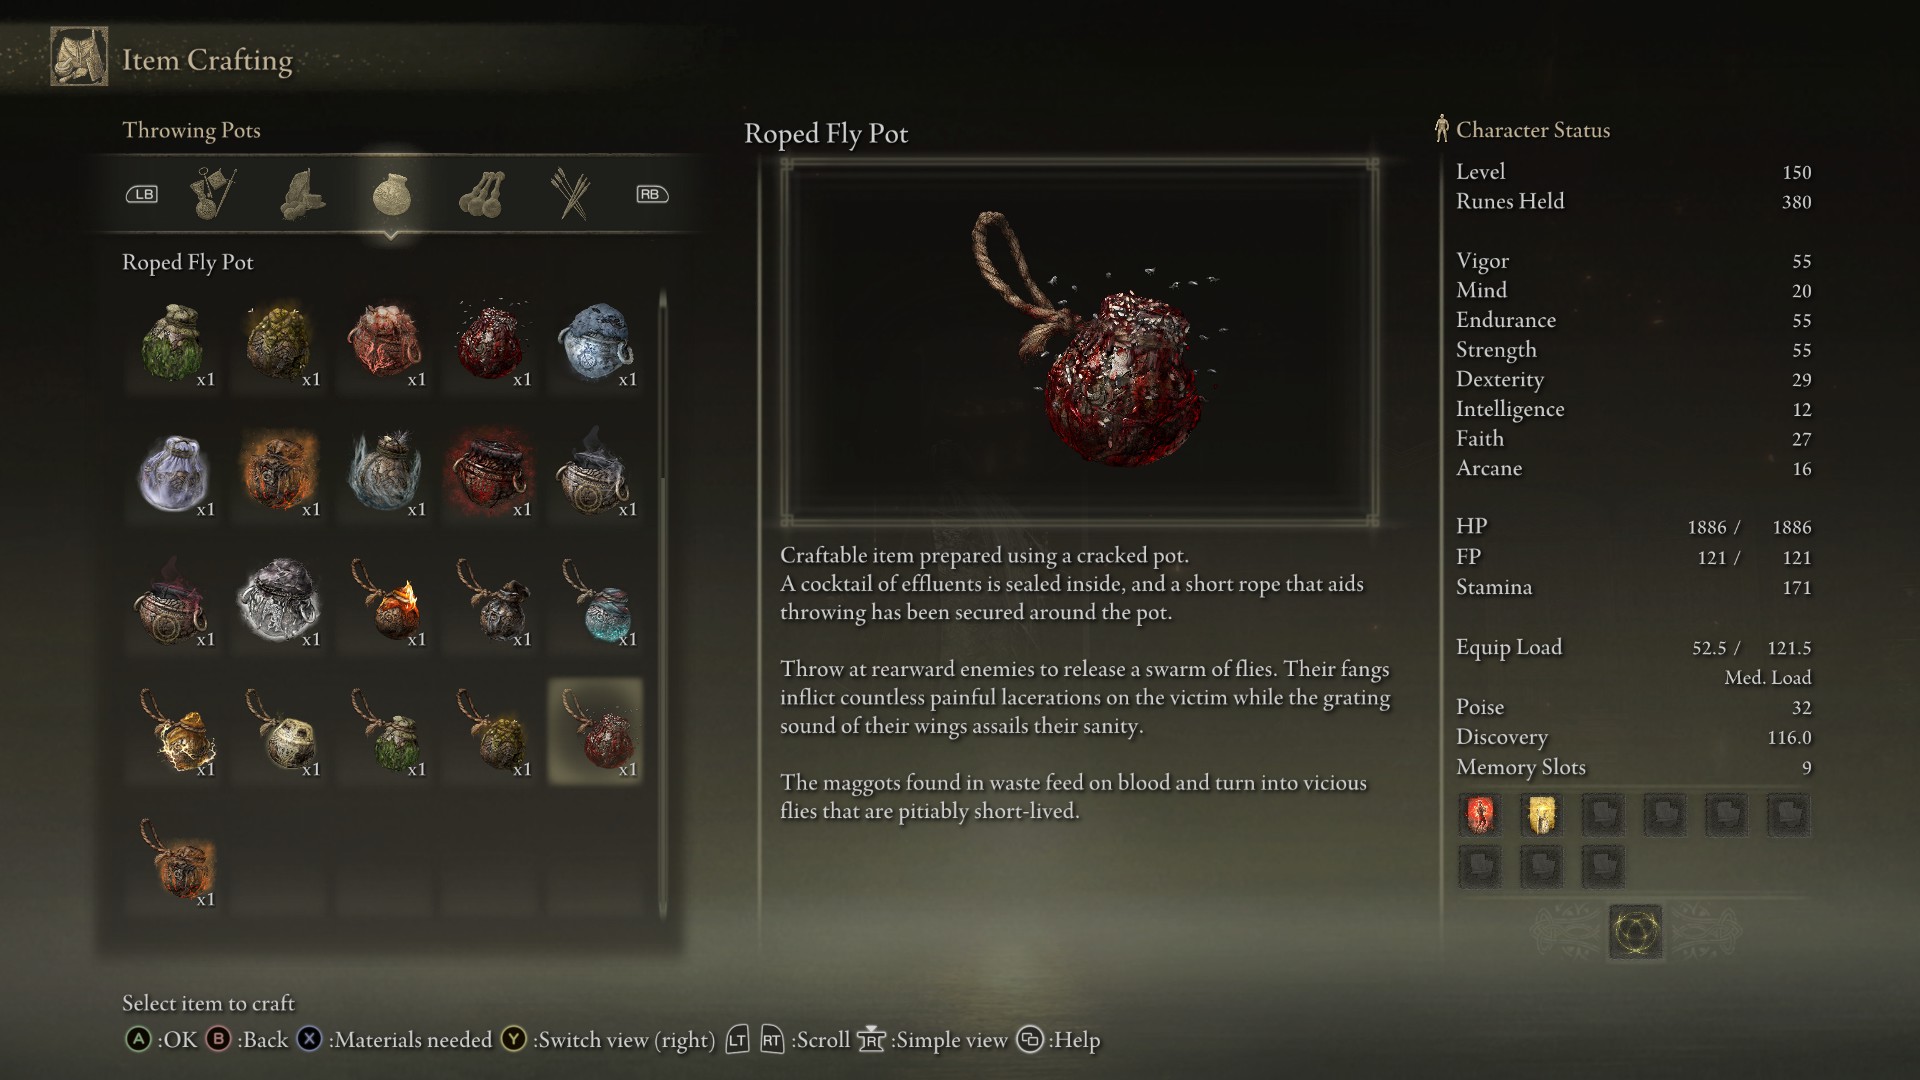 Item Crafting
Throwing Pots
LB
RB
Roped Fly Pot
x1 x1 x1 x1 x1
x1 x1 x1 x1 x1
x1 x1 x1 x1 x1
x1 x1 x1 x1 x1
x1
Roped Fly Pot
Craftable item prepared using a cracked pot.
A cocktail of effluents is sealed inside, and a short rope that aids
throwing has been secured around the pot.
Throw at rearward enemies to release a swarm of flies. Their fangs
inflict countless painful lacerations on the victim while the grating
sound of their wings assails their sanity.
The maggots found in waste feed on blood and turn into vicious
flies that are pitiably short-lived.
Character Status
Level 150
Runes Held 380
Vigor 55
Mind 20
Endurance 55
Strength 55
Dexterity 29
Intelligence 12
Faith 27
Arcane 16
HP 1886 / 1886
FP 121 / 121
Stamina 171
Equip Load 52.5 / 121.5
Med. Load
Poise 32
Discovery 116.0
Memory Slots 9
Select item to craft
A :OK B :Back X :Materials needed Y :Switch view (right) LT RT :Scroll R :Simple view :Help